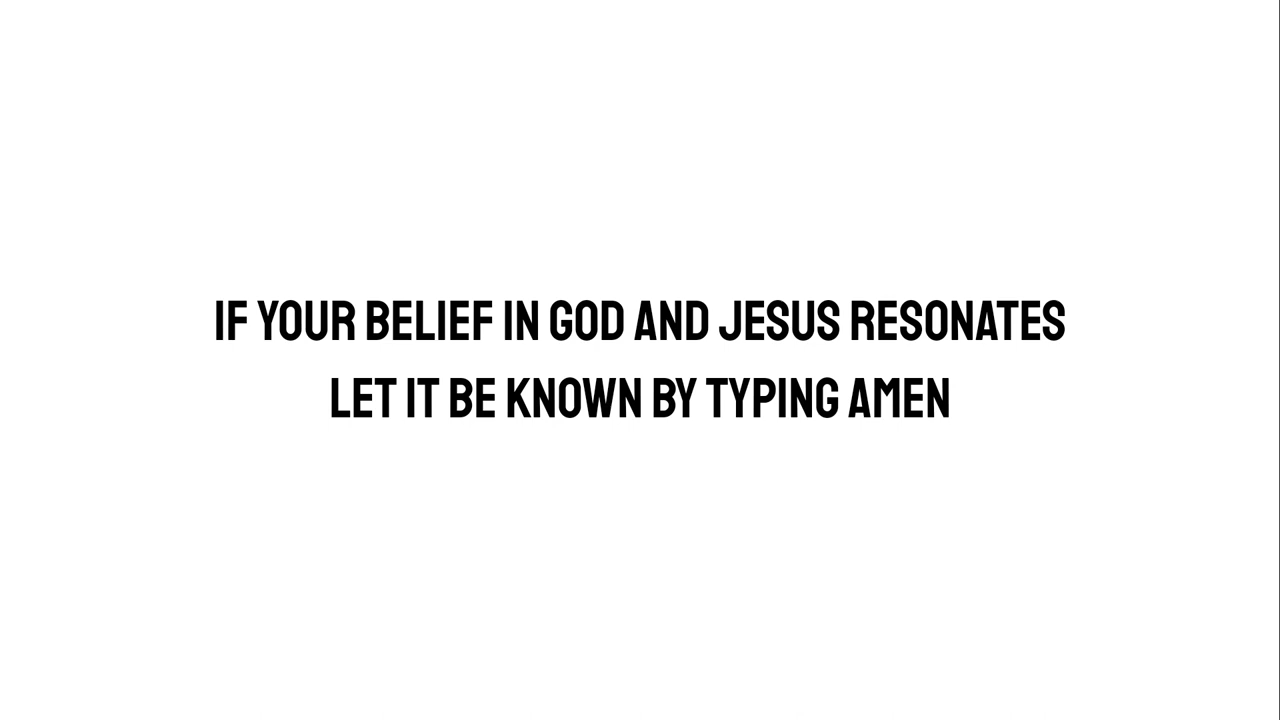 IF YOUR BELIEF IN GOD AND JESUS RESONATES
LET IT BE KNOWN BY TYPING AMEN